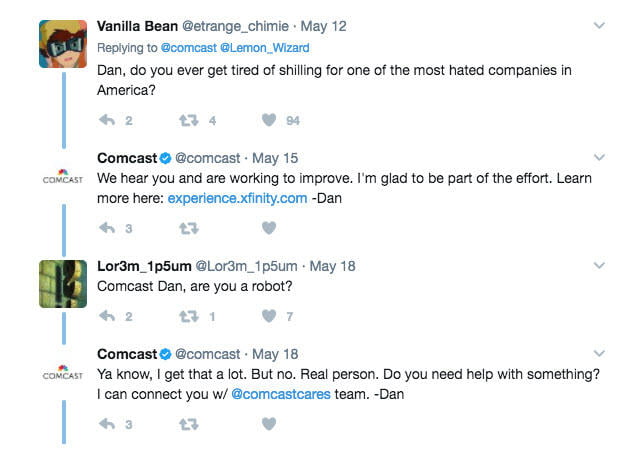 Vanilla Bean @etrange_chimie · May 12
Replying to @comcast @Lemon_Wizard
Dan, do you ever get tired of shilling for one of the most hated companies in
America?
2 4 94
Comcast @comcast · May 15
COMCAST
We hear you and are working to improve. I'm glad to be part of the effort. Learn
more here: experience.xfinity.com -Dan
3
Lor3m_1p5um @Lor3m_1p5um · May 18
Comcast Dan, are you a robot?
2 1 7
Comcast @comcast · May 18
COMCAST
Ya know, I get that a lot. But no. Real person. Do you need help with something?
I can connect you w/ @comcastcares team. -Dan
3